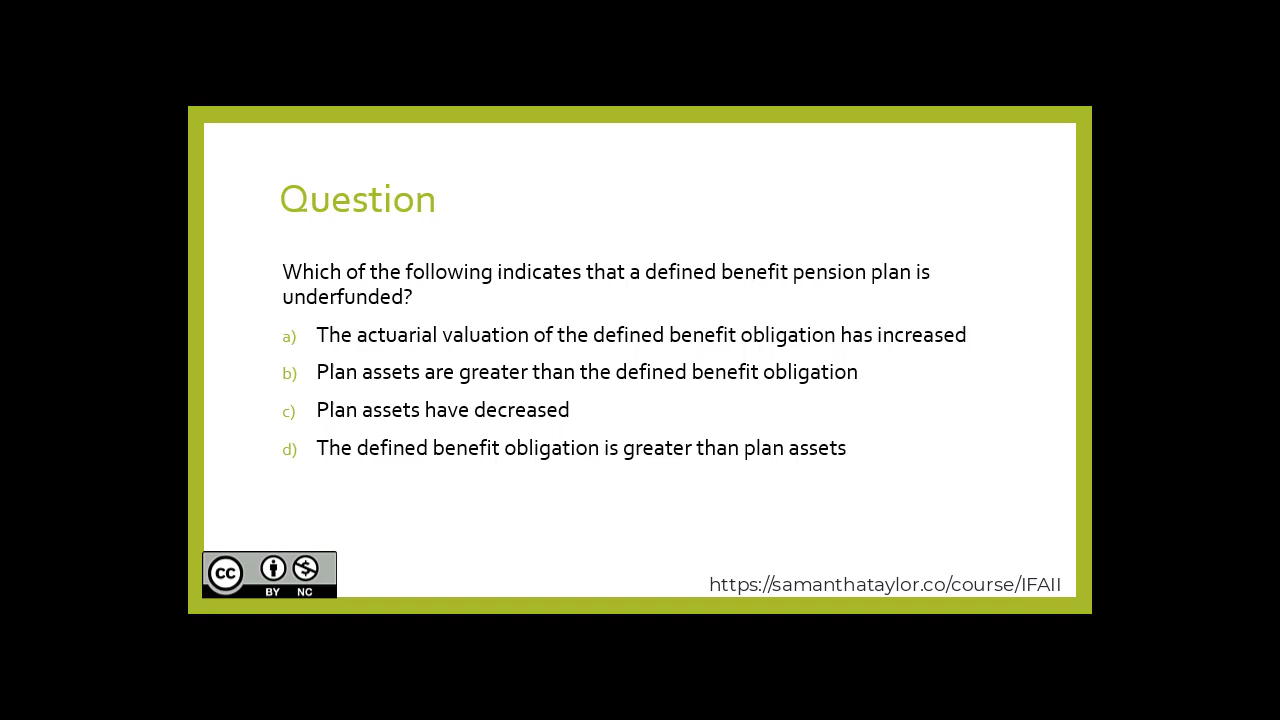 Question
Which of the following indicates that a defined benefit pension plan is
underfunded?
a) The actuarial valuation of the defined benefit obligation has increased
b) Plan assets are greater than the defined benefit obligation
c) Plan assets have decreased
d) The defined benefit obligation is greater than plan assets
cc
BY NC
https://samanthataylor.co/course/IFAII